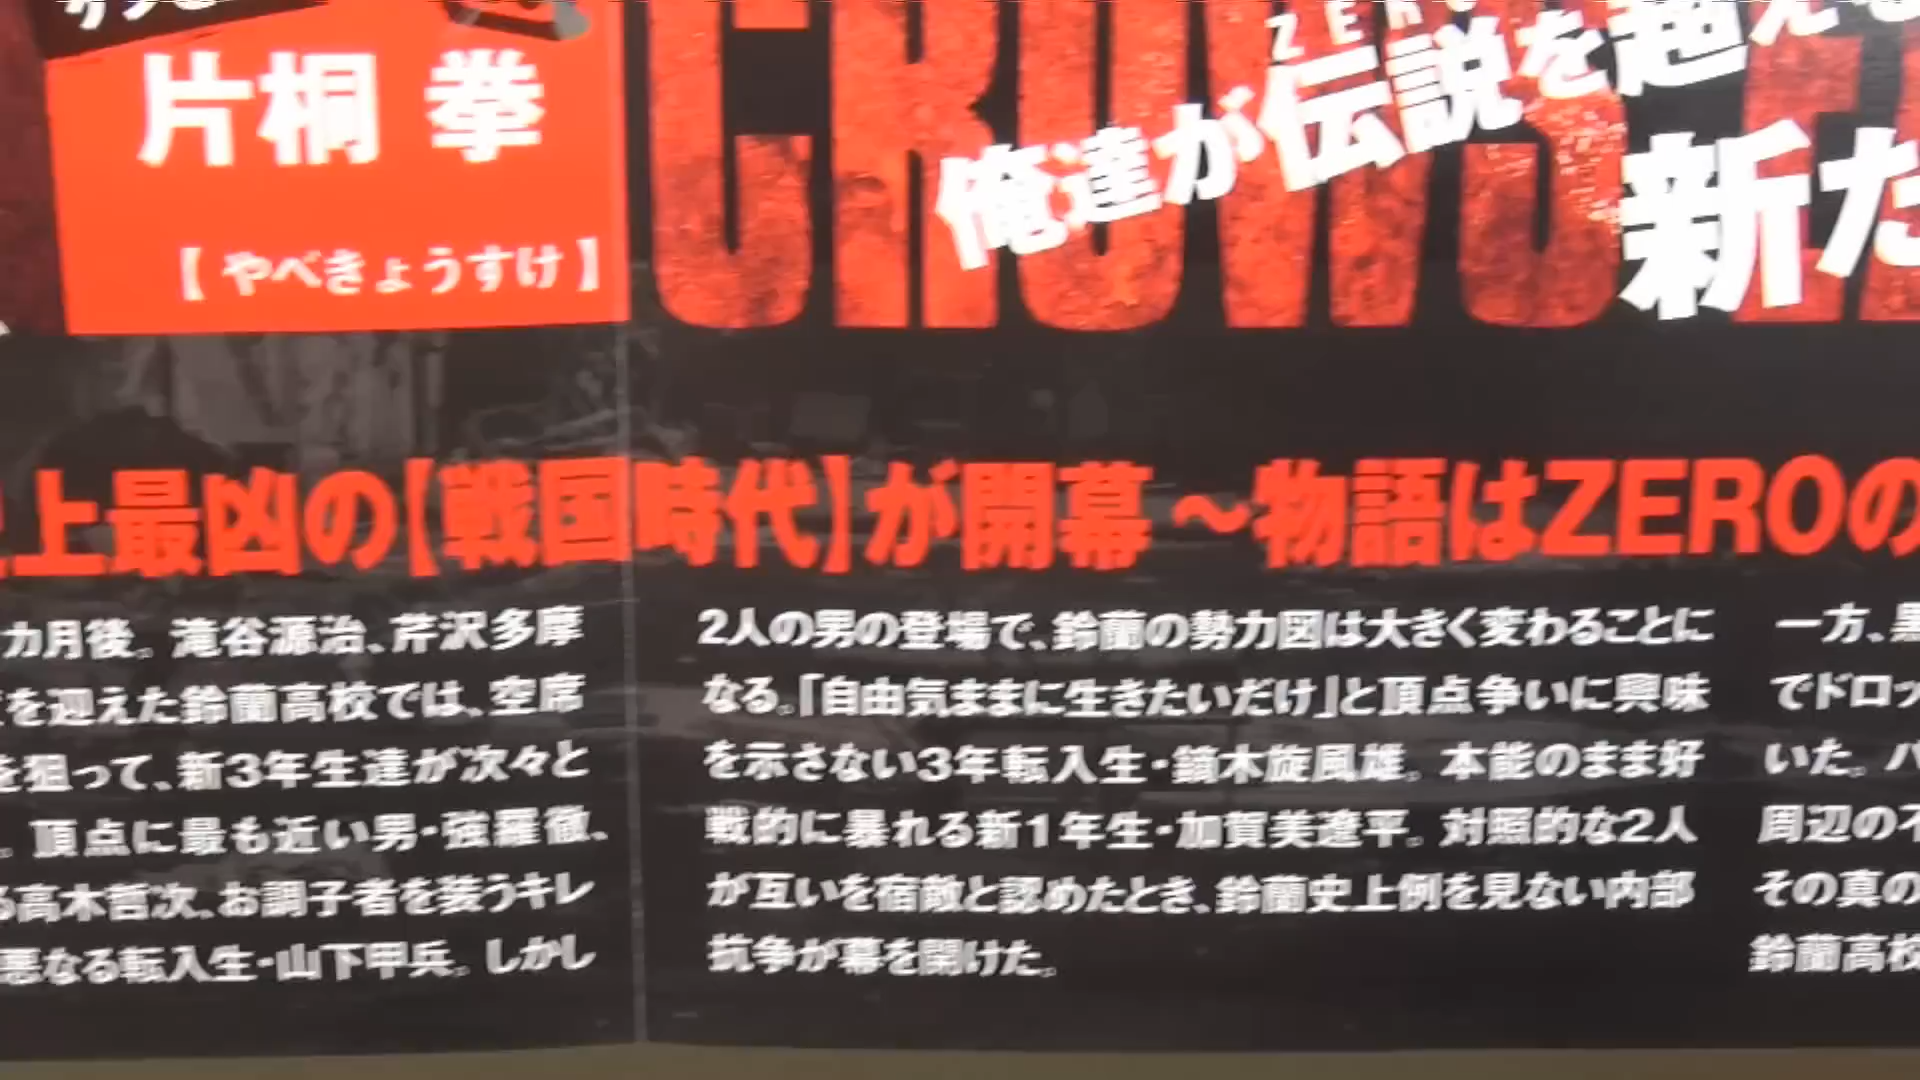 片桐 拳
【やべきょうすけ】
CROWS
ZERO
俺達が伝説を超え
新た
上最凶の【戦国時代】が開幕 ～物語はZEROの
カ月後。滝谷源治、芹沢多摩
を迎えた鈴蘭高校では、空席
を狙って、新3年生達が次々と
。頂点に最も近い男・強羅徹、
る高木哲次、お調子者を装うキレ
悪なる転入生・山下甲兵。しかし
2人の男の登場で、鈴蘭の勢力図は大きく変わることに
なる。「自由気ままに生きたいだけ」と頂点争いに興味
を示さない3年転入生・鏑木旋風雄。本能のまま好
戦的に暴れる新1年生・加賀美遼平。対照的な2人
が互いを宿敵と認めたとき、鈴蘭史上例を見ない内部
抗争が幕を開けた。
一方、黒
でドロッ
いた。バ
周辺の不
その真の
鈴蘭高校